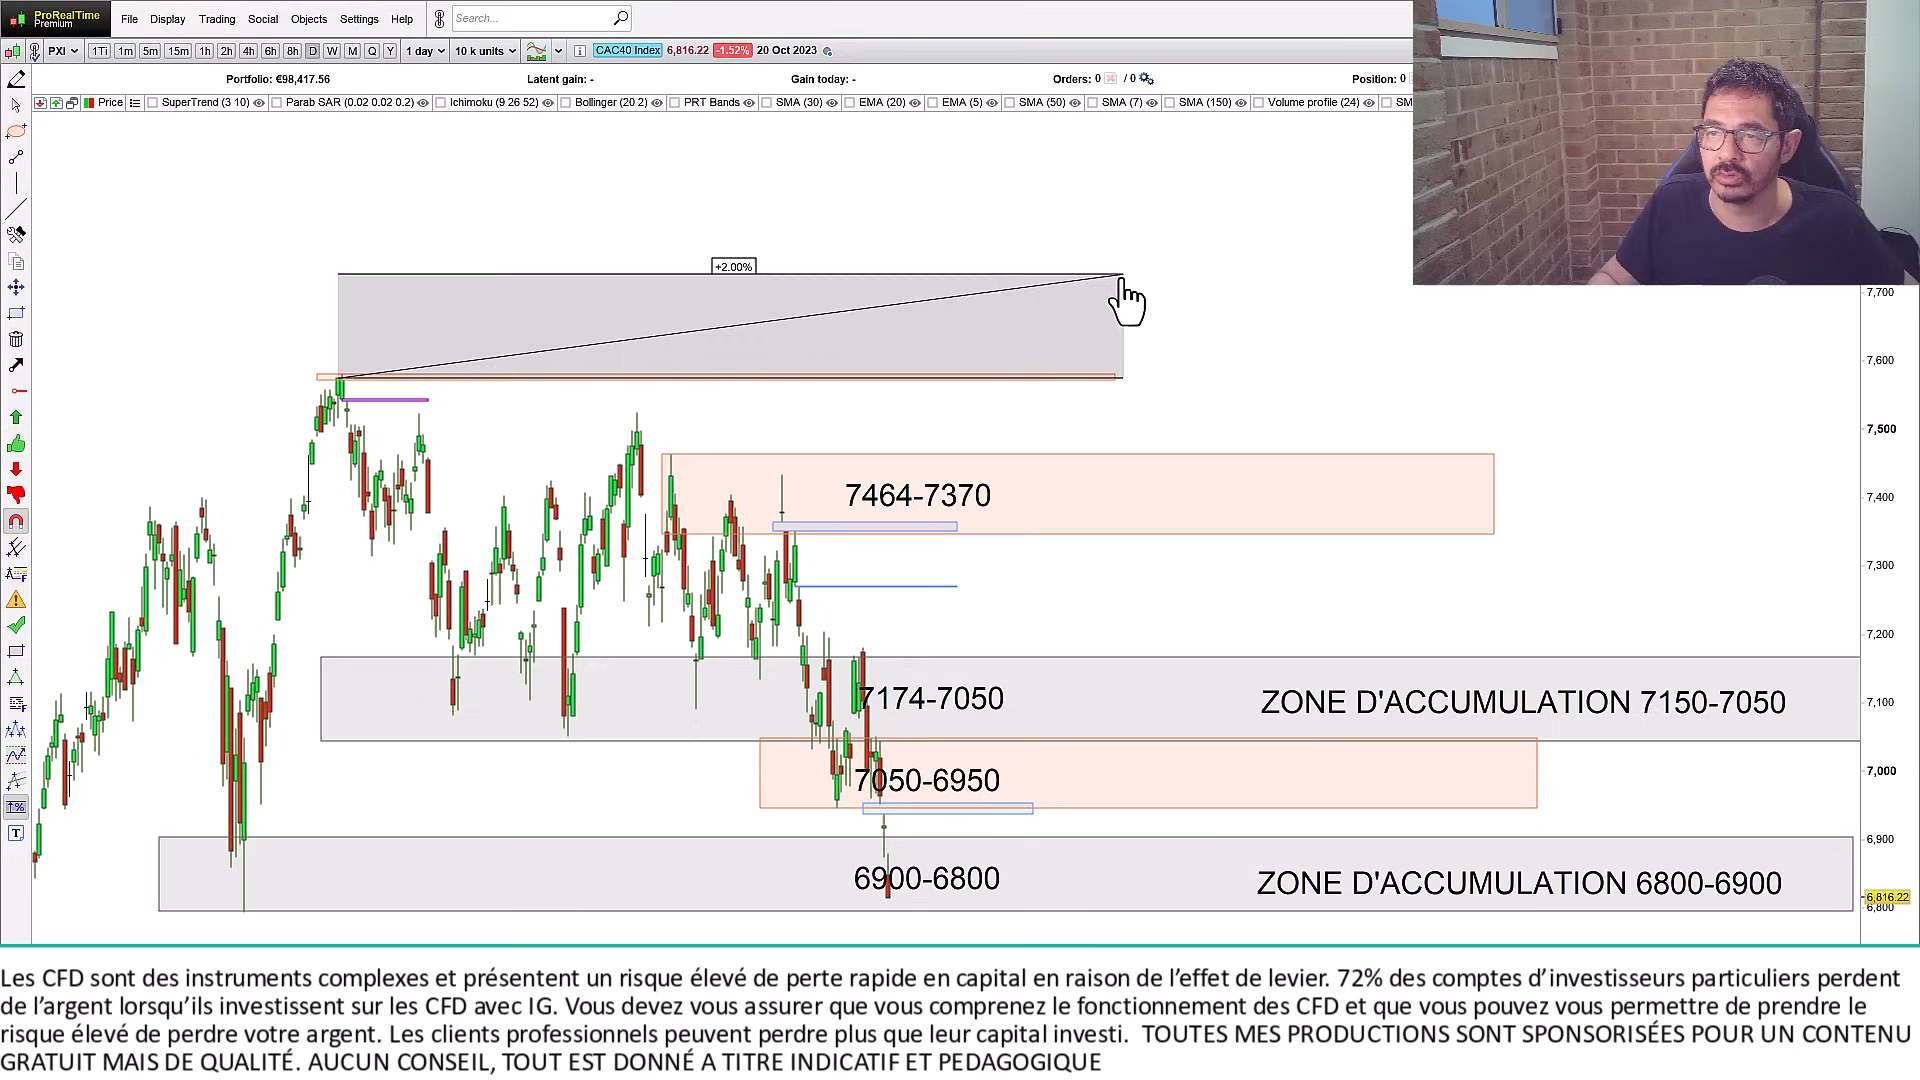 ProRealTime
Premium
File Display Trading Social Objects Settings Help Search...
PXI 1Ti 1m 5m 15m 1h 2h 4h 6h 8h D W M Q Y 1 day 10 k units CAC40 Index 6,816.22 -1.52% 20 Oct 2023
Portfolio: €98,417.56 Latent gain: - Gain today: - Orders: 0 / 0 Position: 0
Price SuperTrend (3 10) Parab SAR (0.02 0.02 0.2) Ichimoku (9 26 52) Bollinger (20 2) PRT Bands SMA (30) EMA (20) EMA (5) SMA (50) SMA (7) SMA (150) Volume profile (24) SM
+2.00%
7,700
7,600
7,500
7464-7370
7,400
7,300
7,200
7174-7050 ZONE D'ACCUMULATION 7150-7050
7,100
7050-6950
7,000
6,900
6900-6800 ZONE D'ACCUMULATION 6800-6900
6,816.22
6,800
Les CFD sont des instruments complexes et présentent un risque élevé de perte rapide en capital en raison de l’effet de levier. 72% des comptes d’investisseurs particuliers perdent
de l’argent lorsqu’ils investissent sur les CFD avec IG. Vous devez vous assurer que vous comprenez le fonctionnement des CFD et que vous pouvez vous permettre de prendre le
risque élevé de perdre votre argent. Les clients professionnels peuvent perdre plus que leur capital investi. TOUTES MES PRODUCTIONS SONT SPONSORISÉES POUR UN CONTENU
GRATUIT MAIS DE QUALITÉ. AUCUN CONSEIL, TOUT EST DONNÉ A TITRE INDICATIF ET PEDAGOGIQUE